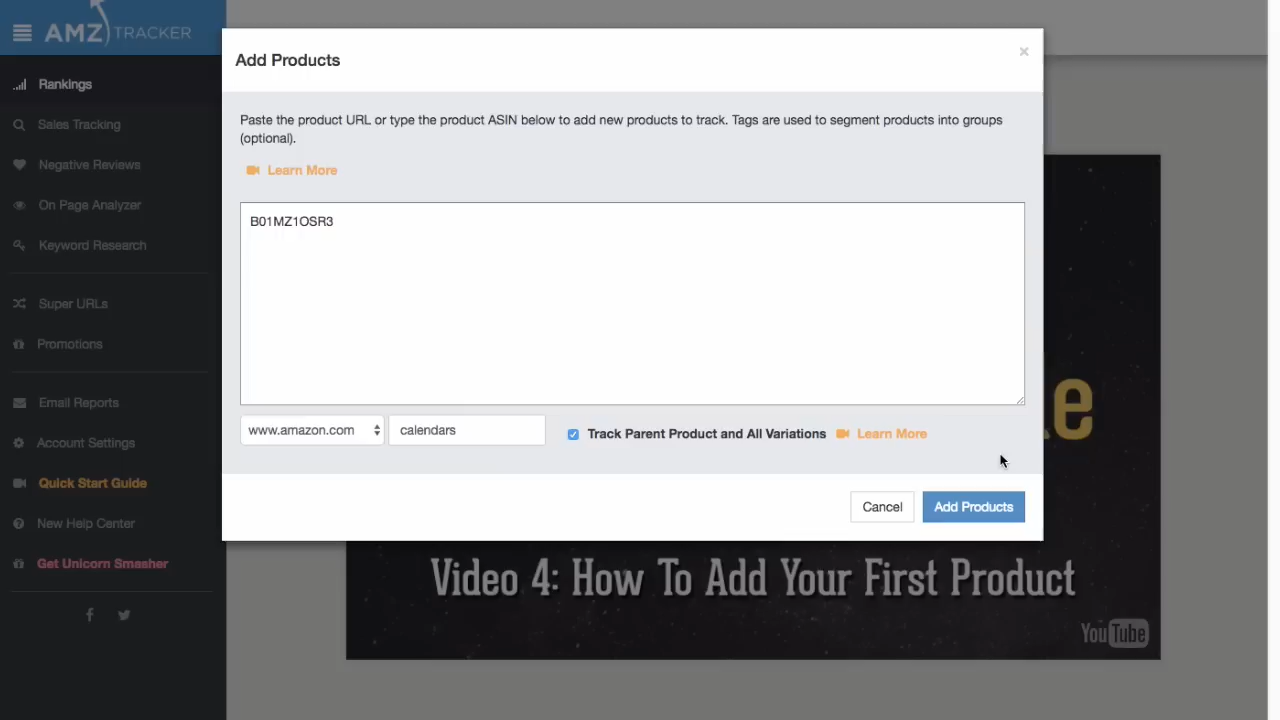 AMZ TRACKER
Rankings
Sales Tracking
Negative Reviews
On Page Analyzer
Keyword Research
Super URLs
Promotions
Email Reports
Account Settings
Quick Start Guide
New Help Center
Get Unicorn Smasher
Add Products
×
Paste the product URL or type the product ASIN below to add new products to track. Tags are used to segment products into groups
(optional).
Learn More
B01MZ1OSR3
www.amazon.com
calendars
Track Parent Product and All Variations
Learn More
Cancel
Add Products
Video 4: How To Add Your First Product
YouTube